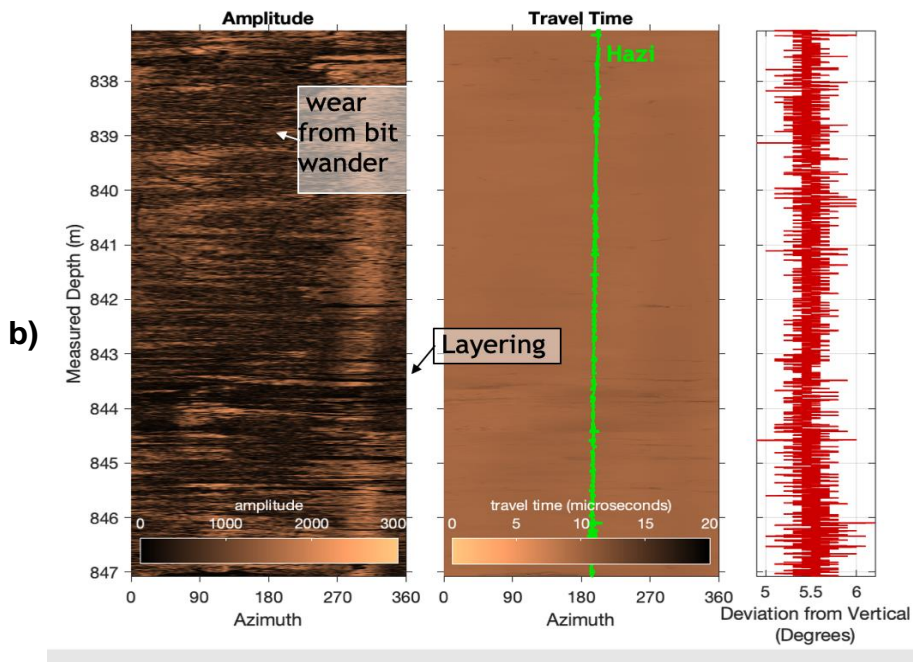 b)
Amplitude
Measured Depth (m)
838
839
840
841
842
843
844
845
846
847
wear
from bit
wander
Layering
amplitude
0 1000 2000 300
0 90 180 270 360
Azimuth
Travel Time
Hazi
travel time (microseconds)
0 5 10 15 20
0 90 180 270 360
Azimuth
5 5.5 6
Deviation from Vertical
(Degrees)